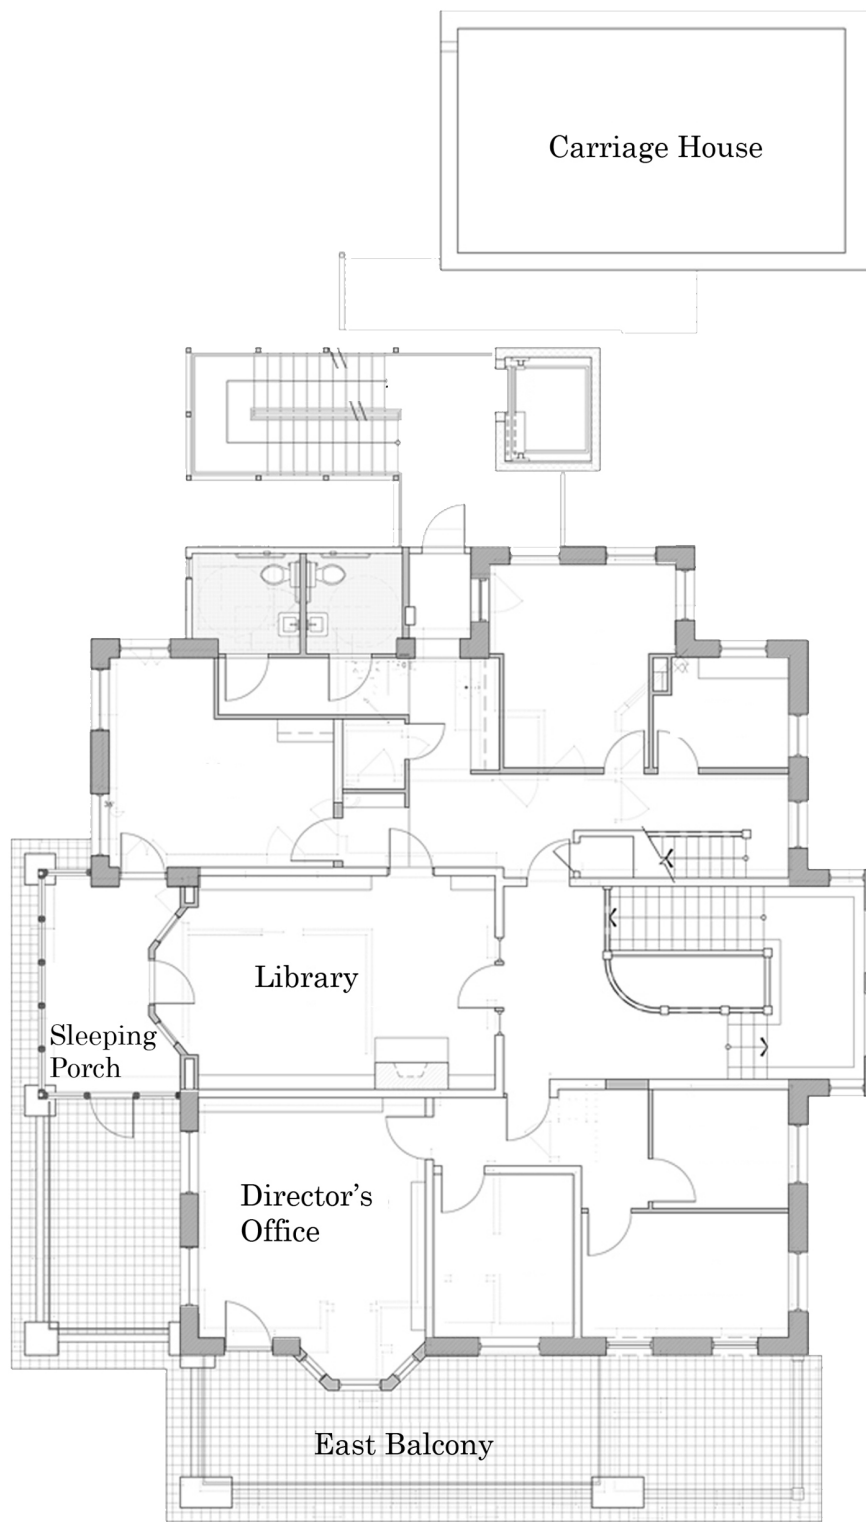 Carriage House
Library
Sleeping
Porch
Director's
Office
East Balcony